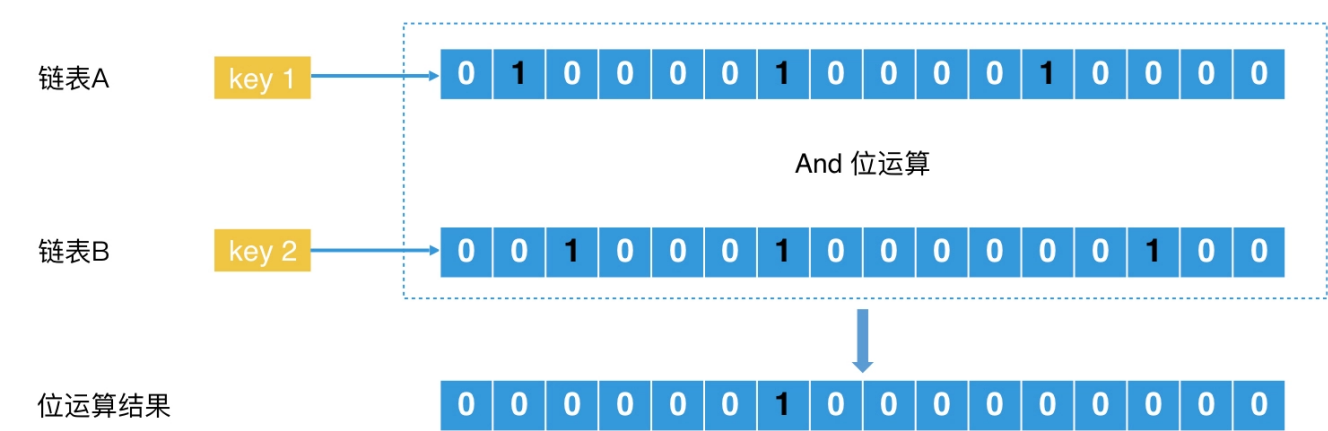 链表A key 1 0 1 0 0 0 0 1 0 0 0 0 1 0 0 0 0
And 位运算
链表B key 2 0 0 1 0 0 0 1 0 0 0 0 0 0 1 0 0
位运算结果 0 0 0 0 0 0 1 0 0 0 0 0 0 0 0 0